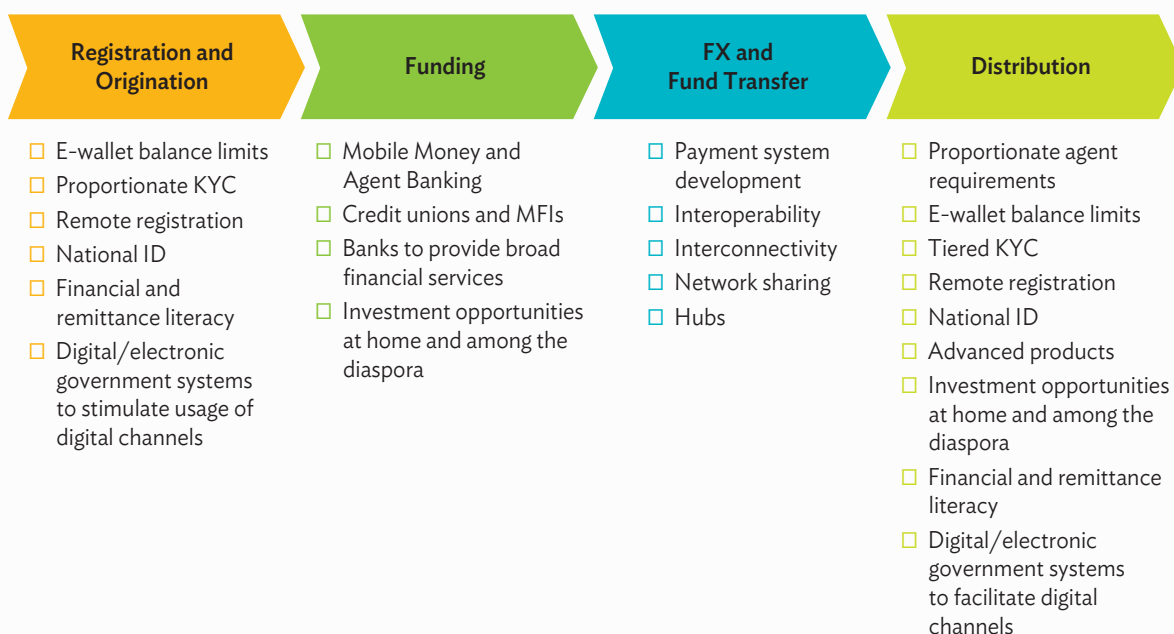 Registration and
Origination
E-wallet balance limits
Proportionate KYC
Remote registration
National ID
Financial and
remittance literacy
Digital/electronic
government systems
to stimulate usage of
digital channels
Funding
Mobile Money and
Agent Banking
Credit unions and MFIs
Banks to provide broad
financial services
Investment opportunities
at home and among the
diaspora
FX and
Fund Transfer
Payment system
development
Interoperability
Interconnectivity
Network sharing
Hubs
Distribution
Proportionate agent
requirements
E-wallet balance limits
Tiered KYC
Remote registration
National ID
Advanced products
Investment opportunities
at home and among the
diaspora
Financial and remittance
literacy
Digital/electronic
government systems
to facilitate digital
channels